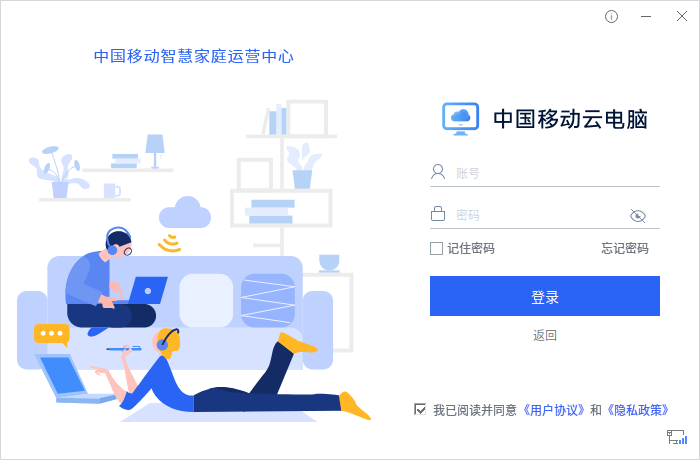 中国移动智慧家庭运营中心
中国移动云电脑
账号
密码
记住密码 忘记密码
登录
返回
我已阅读并同意《用户协议》和《隐私政策》